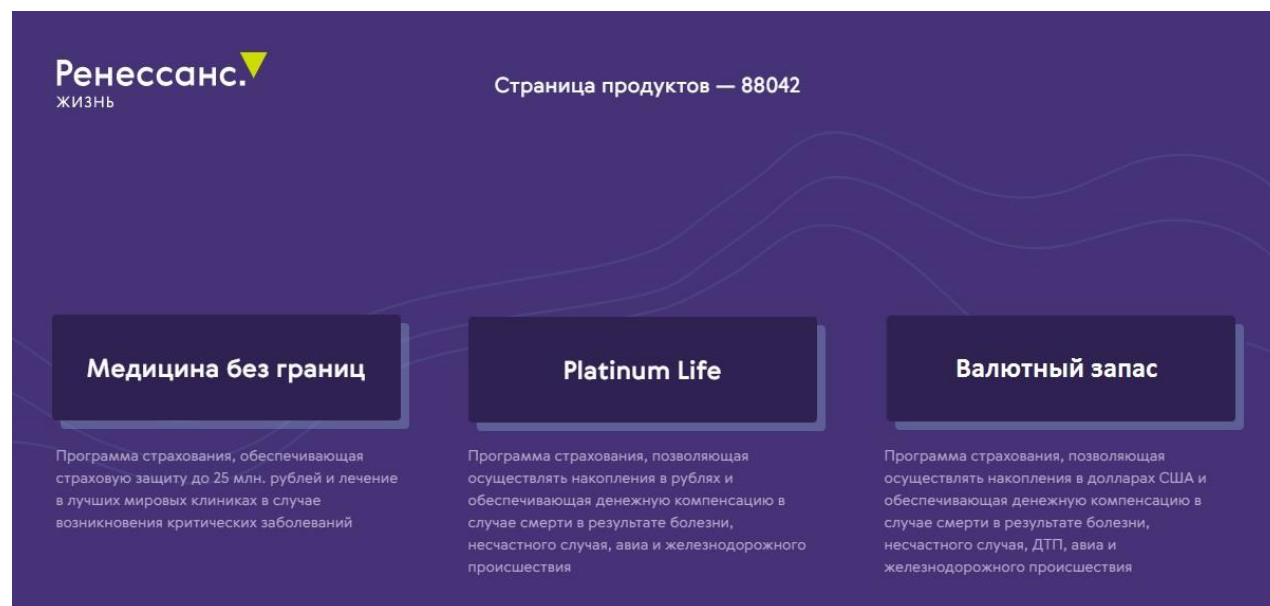 Ренессанс.
жизнь
Страница продуктов — 88042
Медицина без границ
Программа страхования, обеспечивающая
страховую защиту до 25 млн. рублей и лечение
в лучших мировых клиниках в случае
возникновения критических заболеваний
Platinum Life
Программа страхования, позволяющая
осуществлять накопления в рублях и
обеспечивающая денежную компенсацию в
случае смерти в результате болезни,
несчастного случая, авиа и железнодорожного
происшествия
Валютный запас
Программа страхования, позволяющая
осуществлять накопления в долларах США и
обеспечивающая денежную компенсацию в
случае смерти в результате болезни,
несчастного случая, ДТП, авиа и
железнодорожного происшествия